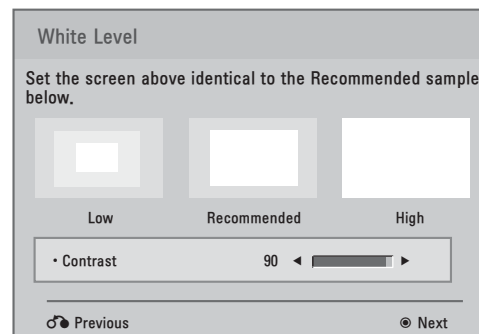 White Level
Set the screen above identical to the Recommended sample
below.
Low Recommended High
• Contrast 90 ◄ ►
Previous ◉ Next